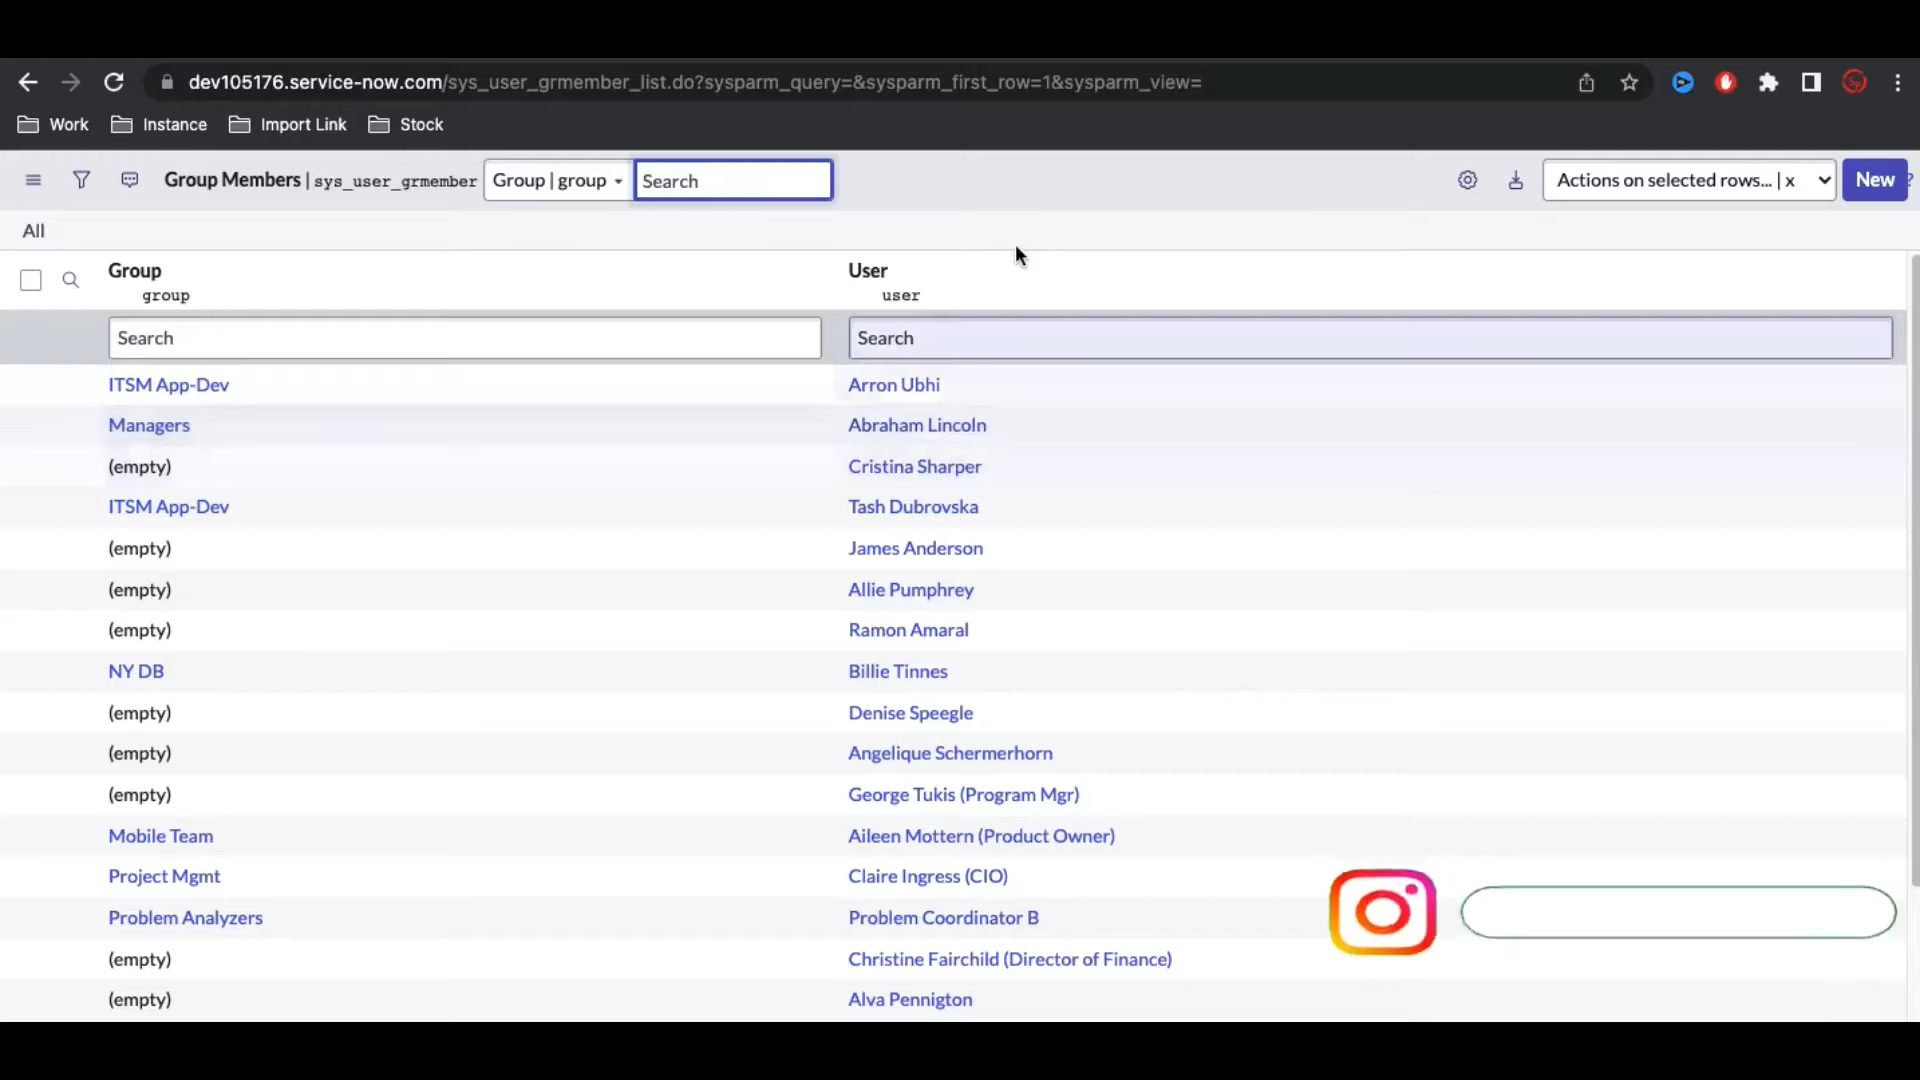 dev105176.service-now.com/sys_user_grmember_list.do?sysparm_query=&sysparm_first_row=1&sysparm_view=
Work Instance Import Link Stock
Group Members | sys_user_grmember Group | group Search Actions on selected rows... | x New ?
All
Group User
group user
Search Search
ITSM App-Dev Arron Ubhi
Managers Abraham Lincoln
(empty) Cristina Sharper
ITSM App-Dev Tash Dubrovska
(empty) James Anderson
(empty) Allie Pumphrey
(empty) Ramon Amaral
NY DB Billie Tinnes
(empty) Denise Speegle
(empty) Angelique Schermerhorn
(empty) George Tukis (Program Mgr)
Mobile Team Aileen Mottern (Product Owner)
Project Mgmt Claire Ingress (CIO)
Problem Analyzers Problem Coordinator B
(empty) Christine Fairchild (Director of Finance)
(empty) Alva Pennigton